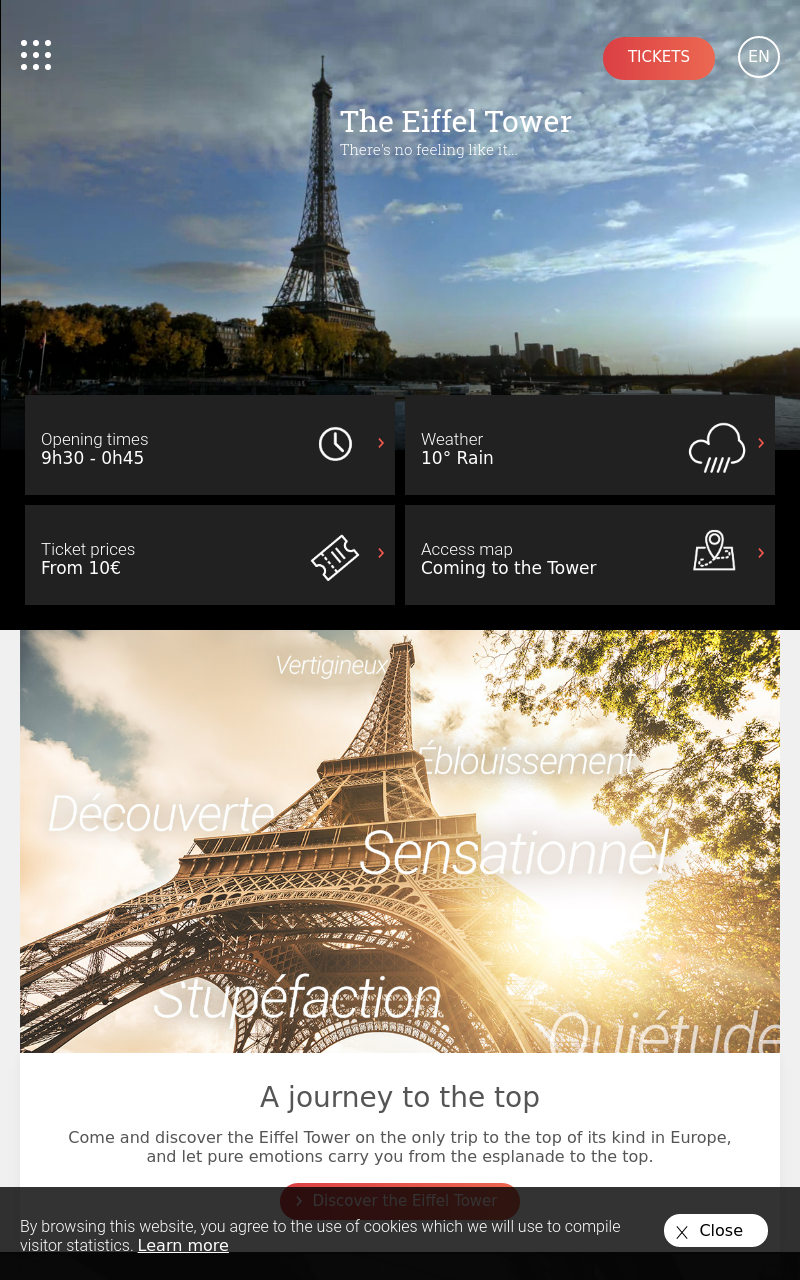 TICKETS
EN
The Eiffel Tower
There's no feeling like it...
Opening times
9h30 - 0h45
Weather
10° Rain
Ticket prices
From 10€
Access map
Coming to the Tower
Vertigineux
Éblouissement
Découverte
Sensationnel
Stupéfaction
Quiétude
A journey to the top
Come and discover the Eiffel Tower on the only trip to the top of its kind in Europe,
and let pure emotions carry you from the esplanade to the top.
Discover the Eiffel Tower
By browsing this website, you agree to the use of cookies which we will use to compile
visitor statistics. Learn more
Close